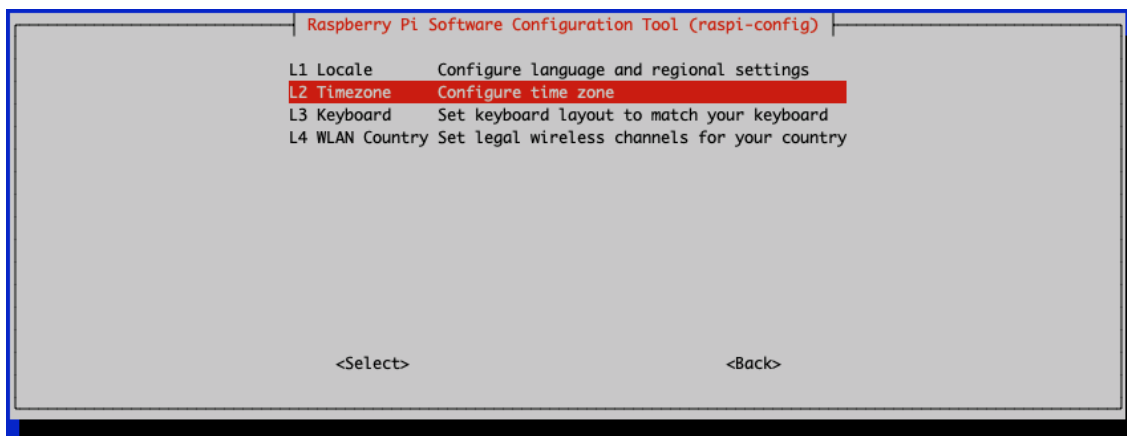 Raspberry Pi Software Configuration Tool (raspi-config)
L1 Locale Configure language and regional settings
L2 Timezone Configure time zone
L3 Keyboard Set keyboard layout to match your keyboard
L4 WLAN Country Set legal wireless channels for your country
<Select> <Back>